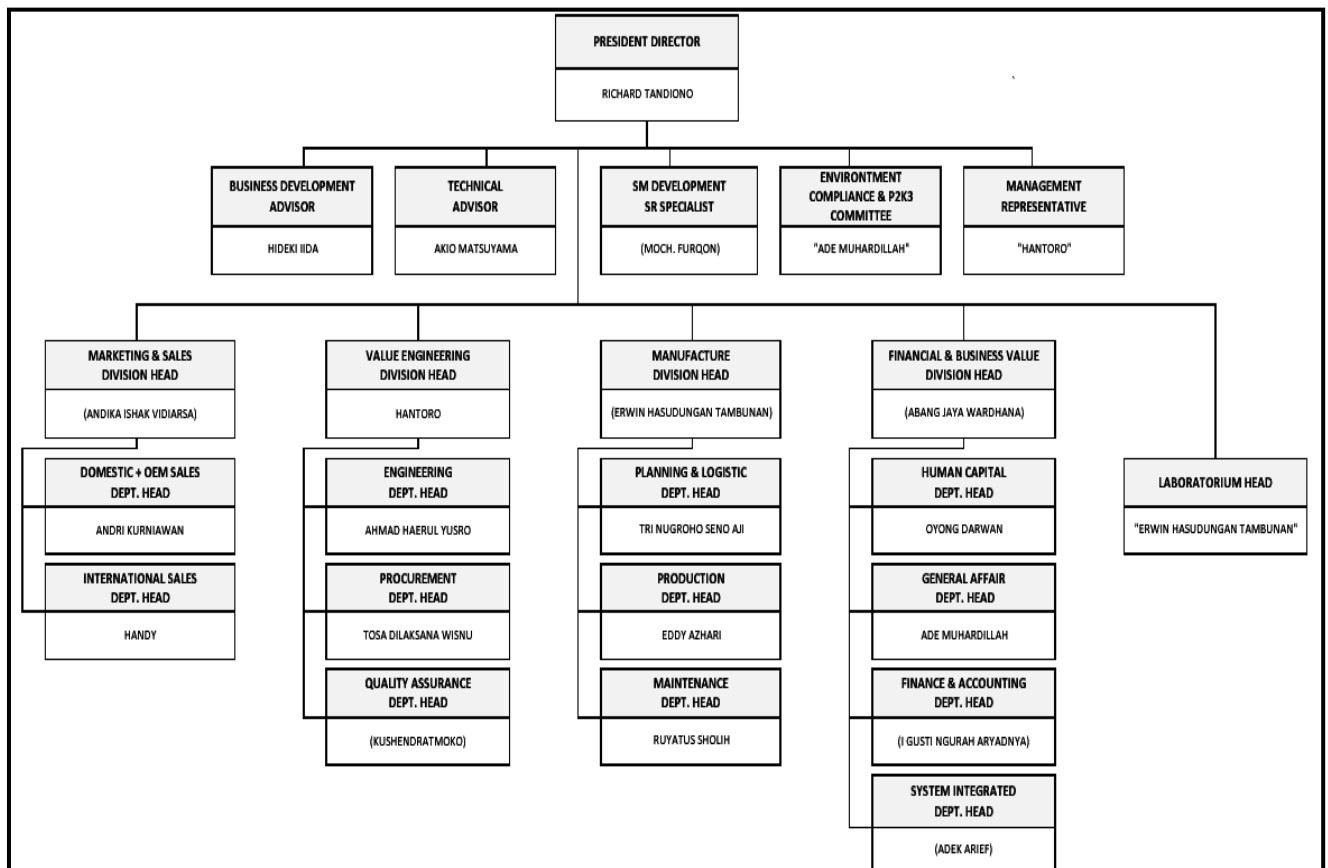 PRESIDENT DIRECTOR
RICHARD TANDIONO
BUSINESS DEVELOPMENT
ADVISOR
HIDEKI IIDA
TECHNICAL
ADVISOR
AKIO MATSUYAMA
SM DEVELOPMENT
SR SPECIALIST
(MOCH. FURQON)
ENVIRONTMENT
COMPLIANCE & P2K3
COMMITTEE
"ADE MUHARDILLAH"
MANAGEMENT
REPRESENTATIVE
"HANTORO"
MARKETING & SALES
DIVISION HEAD
(ANDIKA ISHAK VIDIARSA)
DOMESTIC + OEM SALES
DEPT. HEAD
ANDRI KURNIAWAN
INTERNATIONAL SALES
DEPT. HEAD
HANDY
VALUE ENGINEERING
DIVISION HEAD
HANTORO
ENGINEERING
DEPT. HEAD
AHMAD HAERUL YUSRO
PROCUREMENT
DEPT. HEAD
TOSA DILAKSANA WISNU
QUALITY ASSURANCE
DEPT. HEAD
(KUSHENDRATMOKO)
MANUFACTURE
DIVISION HEAD
(ERWIN HASUDUNGAN TAMBUNAN)
PLANNING & LOGISTIC
DEPT. HEAD
TRI NUGROHO SENO AJI
PRODUCTION
DEPT. HEAD
EDDY AZHARI
MAINTENANCE
DEPT. HEAD
RUYATUS SHOLIH
FINANCIAL & BUSINESS VALUE
DIVISION HEAD
(ABANG JAYA WARDHANA)
HUMAN CAPITAL
DEPT. HEAD
OYONG DARWAN
GENERAL AFFAIR
DEPT. HEAD
ADE MUHARDILLAH
FINANCE & ACCOUNTING
DEPT. HEAD
(I GUSTI NGURAH ARYADNYA)
SYSTEM INTEGRATED
DEPT. HEAD
(ADEK ARIEF)
LABORATORIUM HEAD
"ERWIN HASUDUNGAN TAMBUNAN"